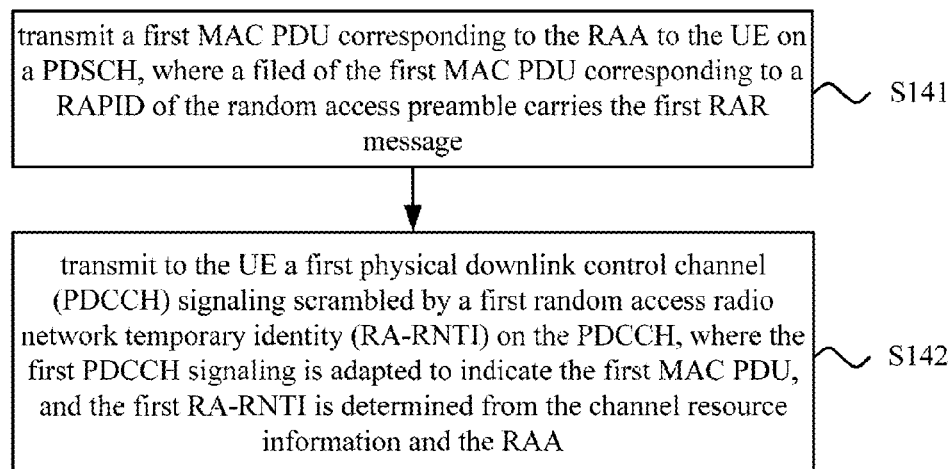 transmit a first MAC PDU corresponding to the RAA to the UE on
a PDSCH, where a filed of the first MAC PDU corresponding to a
RAPID of the random access preamble carries the first RAR
message
S141
transmit to the UE a first physical downlink control channel
(PDCCH) signaling scrambled by a first random access radio
network temporary identity (RA-RNTI) on the PDCCH, where the
first PDCCH signaling is adapted to indicate the first MAC PDU,
and the first RA-RNTI is determined from the channel resource
information and the RAA
S142